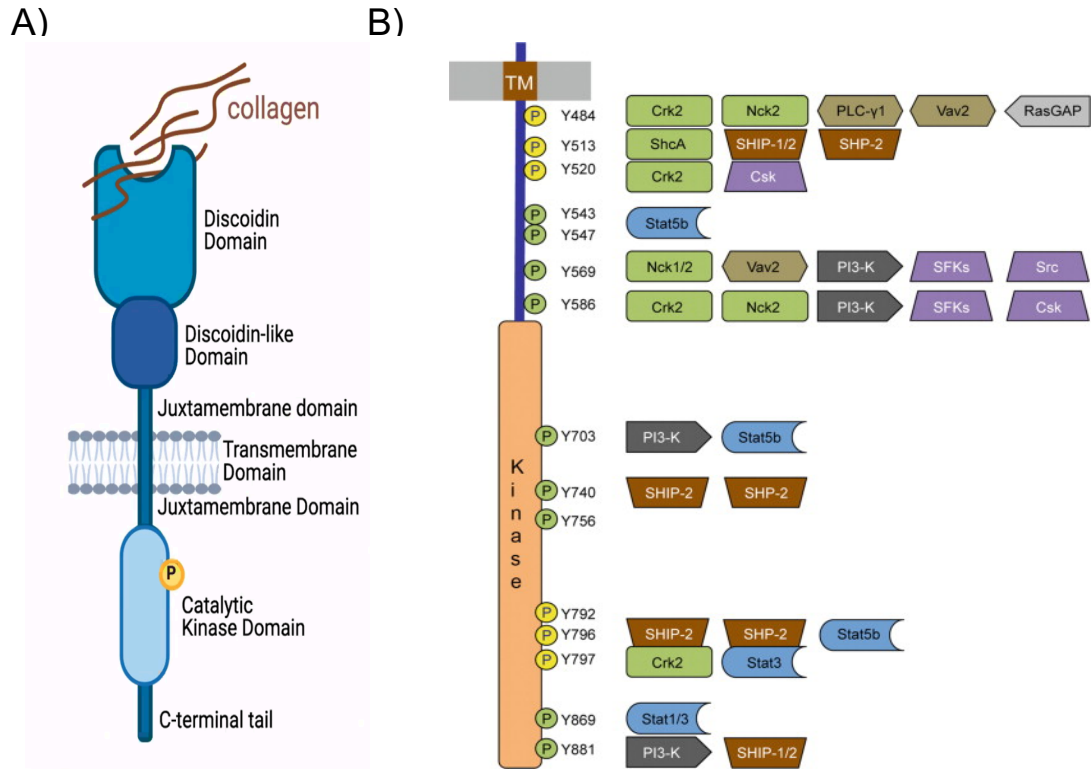 A)
collagen
Discoidin
Domain
Discoidin-like
Domain
Juxtamembrane domain
Transmembrane
Domain
Juxtamembrane Domain
P
Catalytic
Kinase Domain
C-terminal tail
B)
TM
P Y484 Crk2 Nck2 PLC-γ1 Vav2 RasGAP
P Y513 ShcA SHIP-1/2 SHP-2
P Y520 Crk2 Csk
P Y543 Stat5b
P Y547
P Y569 Nck1/2 Vav2 PI3-K SFKs Src
P Y586 Crk2 Nck2 PI3-K SFKs Csk
Kinase
P Y703 PI3-K Stat5b
P Y740 SHIP-2 SHP-2
P Y756
P Y792
P Y796 SHIP-2 SHP-2 Stat5b
P Y797 Crk2 Stat3
P Y869 Stat1/3
P Y881 PI3-K SHIP-1/2